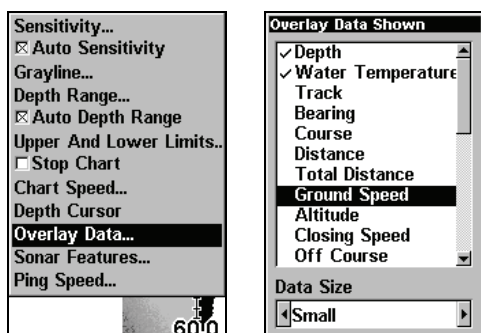 Sensitivity...
Auto Sensitivity
Grayline...
Depth Range...
Auto Depth Range
Upper And Lower Limits..
Stop Chart
Chart Speed...
Depth Cursor
Overlay Data...
Sonar Features...
Ping Speed...
60.0
Overlay Data Shown
Depth
Water Temperature
Track
Bearing
Course
Distance
Total Distance
Ground Speed
Altitude
Closing Speed
Off Course
Data Size
Small